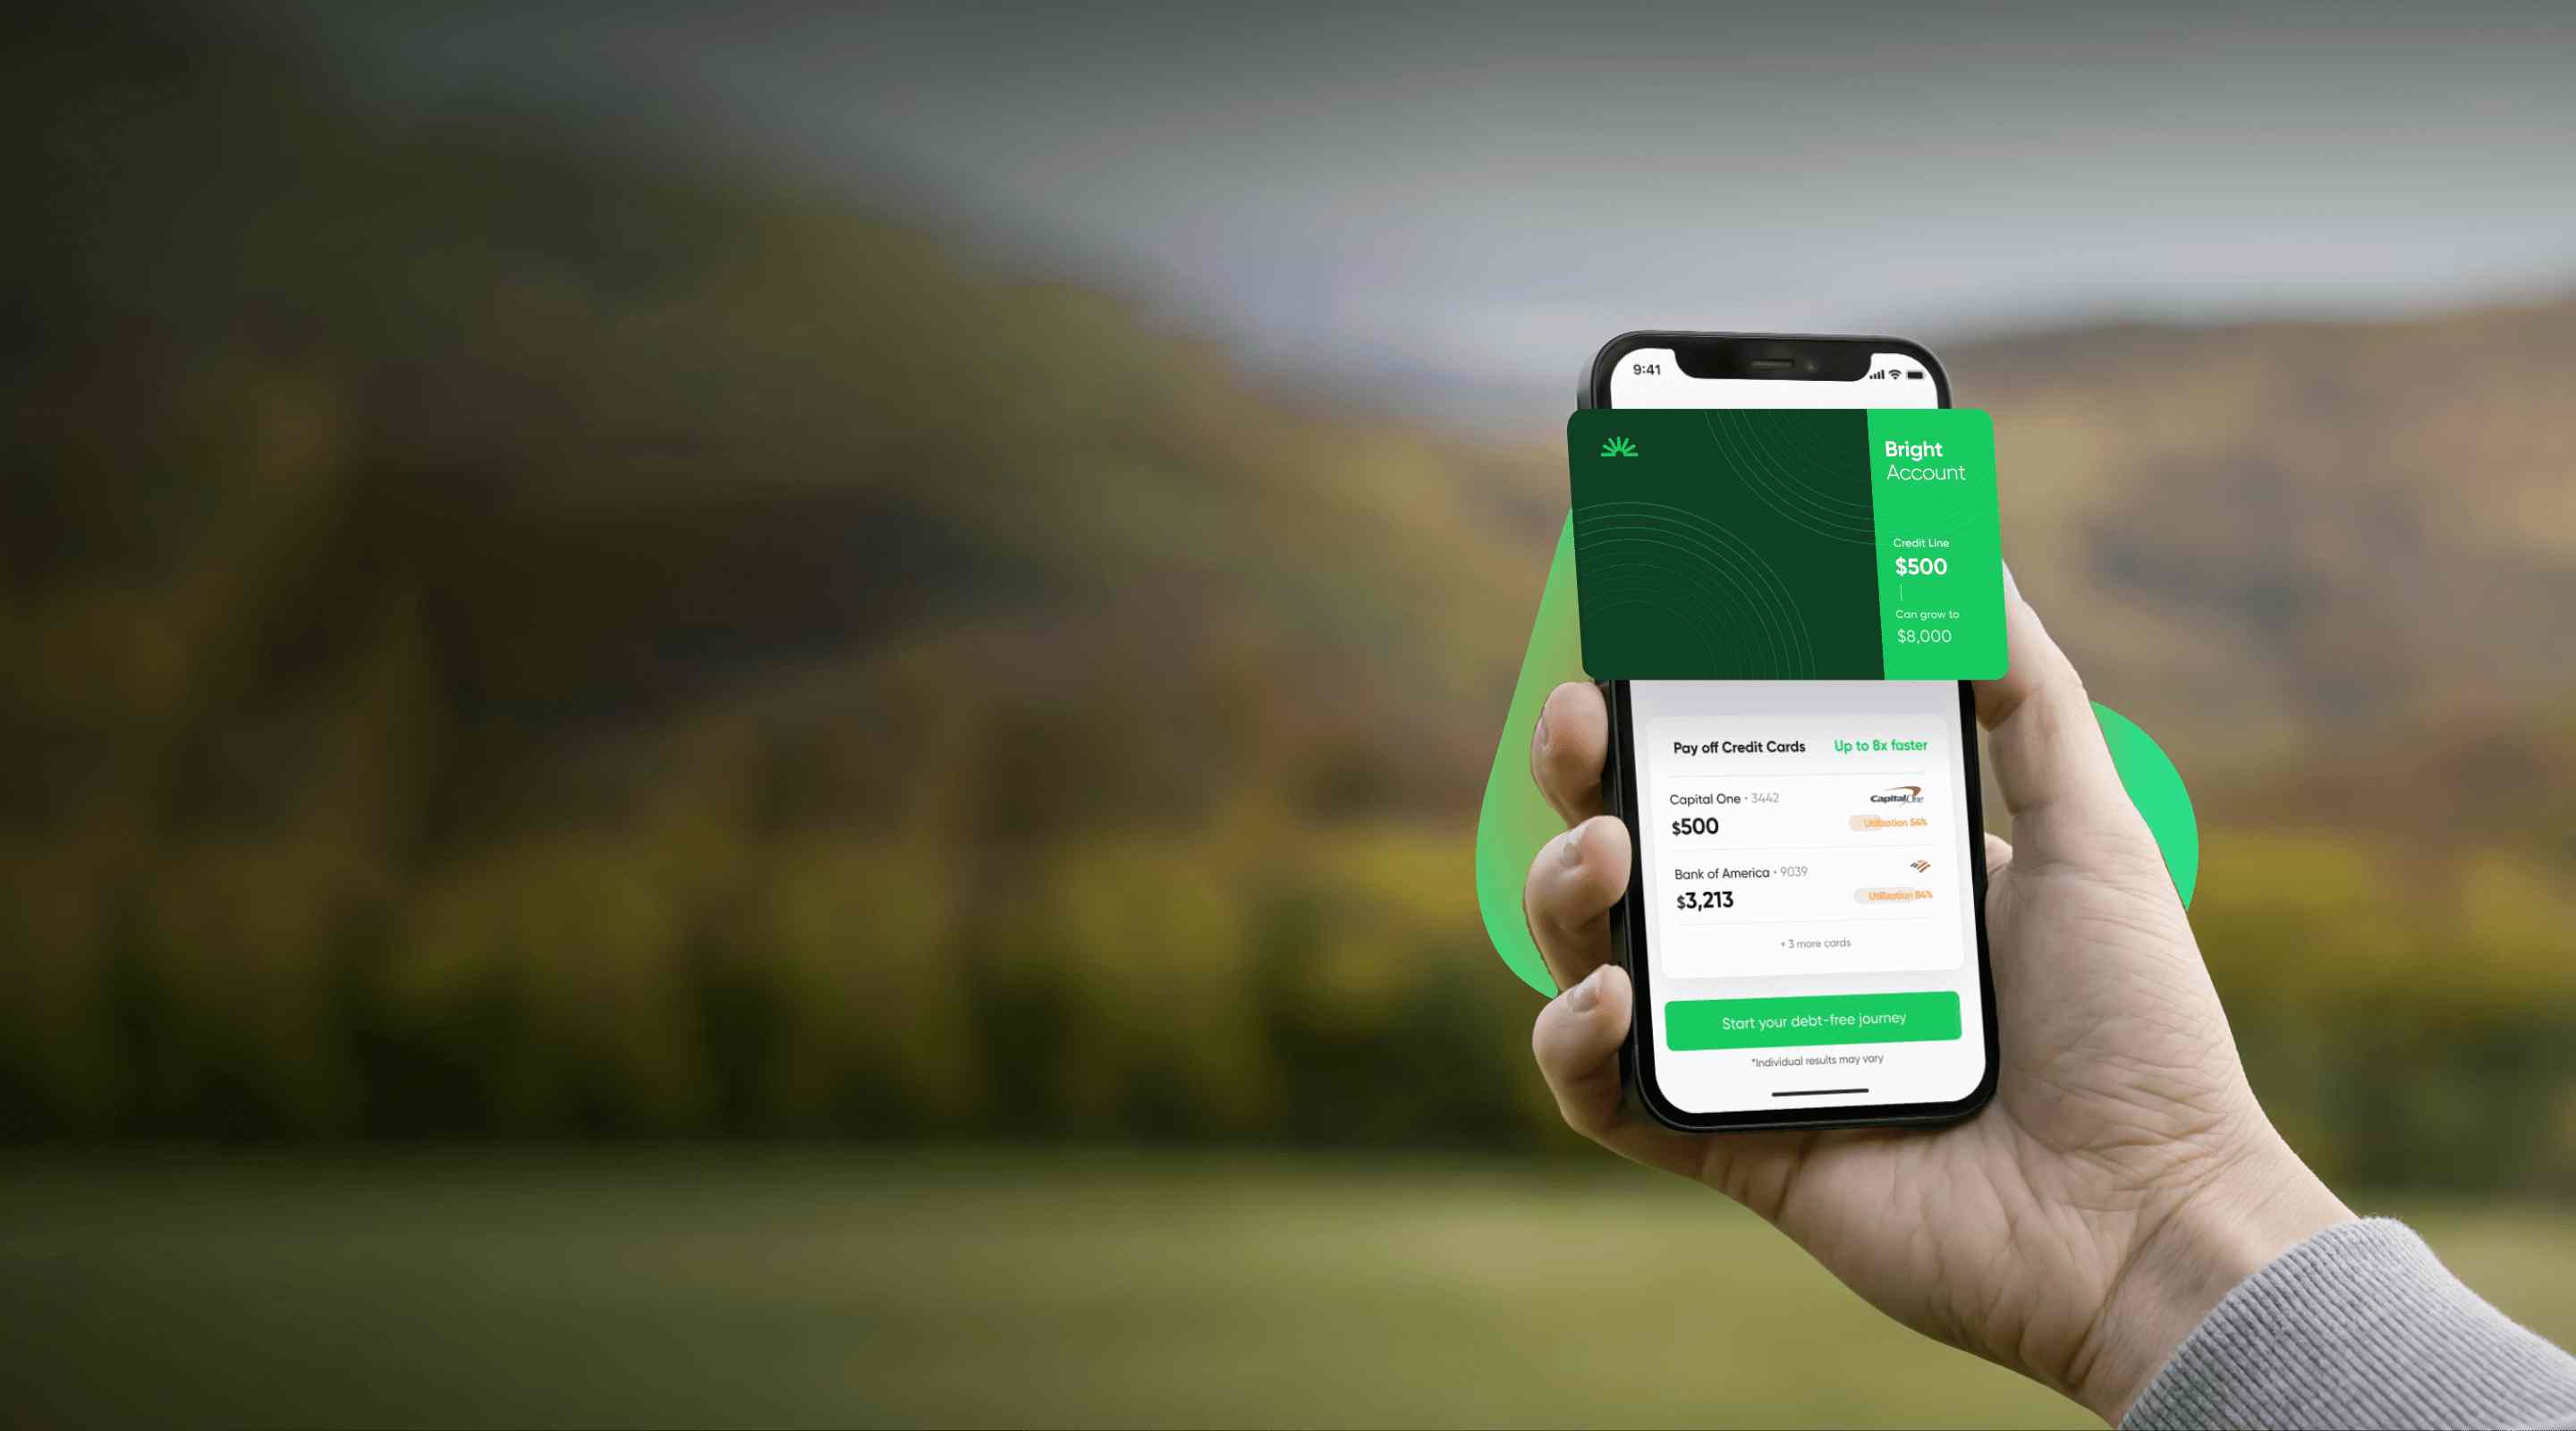 9:41
Bright
Account
Credit Line
$500
Can grow to
$8,000
Pay off Credit Cards Up to 8x faster
Capital One • 3442
CapitalOne
$500
Utilization 54%
Bank of America • 9039
$3,213
Utilization 84%
+ 3 more cards
Start your debt-free journey
*Individual results may vary